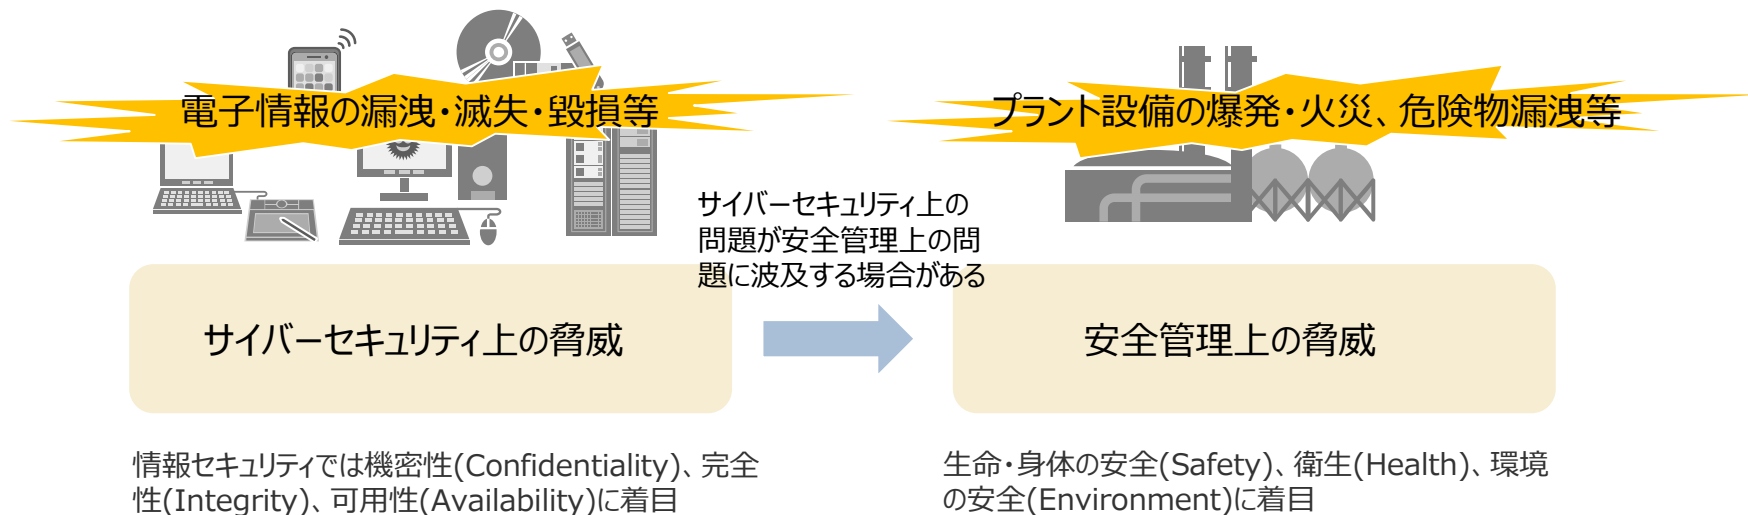 電子情報の漏洩・滅失・毀損等
プラント設備の爆発・火災、危険物漏洩等
サイバーセキュリティ上の
問題が安全管理上の問
題に波及する場合がある
サイバーセキュリティ上の脅威
安全管理上の脅威
情報セキュリティでは機密性(Confidentiality)、完全
性(Integrity)、可用性(Availability)に着目
生命・身体の安全(Safety)、衛生(Health)、環境
の安全(Environment)に着目